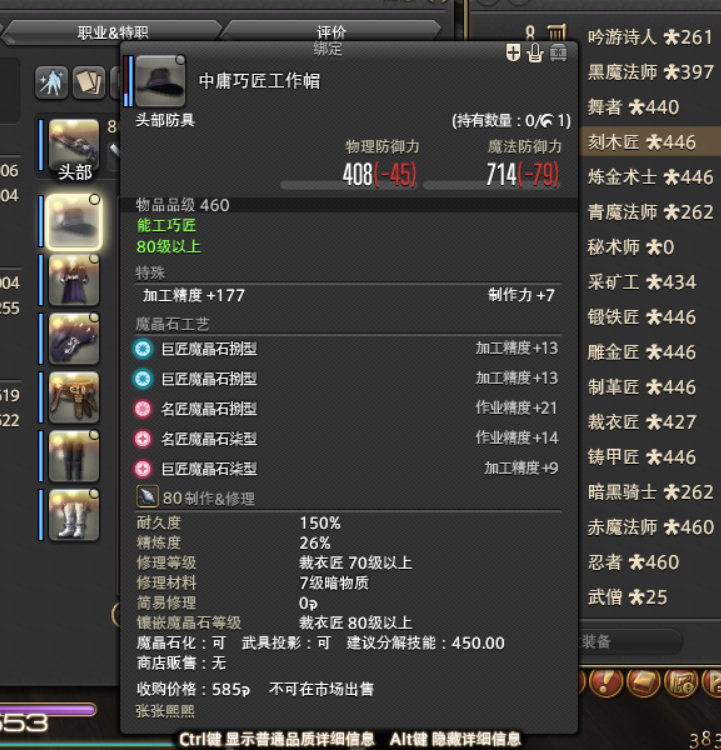 职业&特职
评价
绑定
中庸巧匠工作帽
头部防具
(持有数量：0/ 1)
物理防御力 魔法防御力
408(-45) 714(-79)
物品品级 460
能工巧匠
80级以上
特殊
加工精度 +177 制作力 +7
魔晶石工艺
巨匠魔晶石捌型 加工精度+13
巨匠魔晶石捌型 加工精度+13
名匠魔晶石捌型 作业精度+21
名匠魔晶石柒型 作业精度+14
巨匠魔晶石柒型 加工精度+9
80 制作&修理
耐久度 150%
精炼度 26%
修理等级 裁衣匠 70级以上
修理材料 7级暗物质
简易修理 0
镶嵌魔晶石等级 裁衣匠 80级以上
魔晶石化：可 武具投影：可 建议分解技能：450.00
商店贩售：无
收购价格：585 不可在市场出售
张张熙熙
Ctrl键 显示普通品质详细信息 Alt键 隐藏详细信息
头部
8
06
04
004
255
519
522
553
8
吟游诗人 261
黑魔法师 397
舞者 440
刻木匠 446
炼金术士 446
青魔法师 262
秘术师 0
采矿工 434
锻铁匠 446
雕金匠 446
制革匠 446
裁衣匠 427
铸甲匠 446
暗黑骑士 262
赤魔法师 460
忍者 460
武僧 25
装备
383